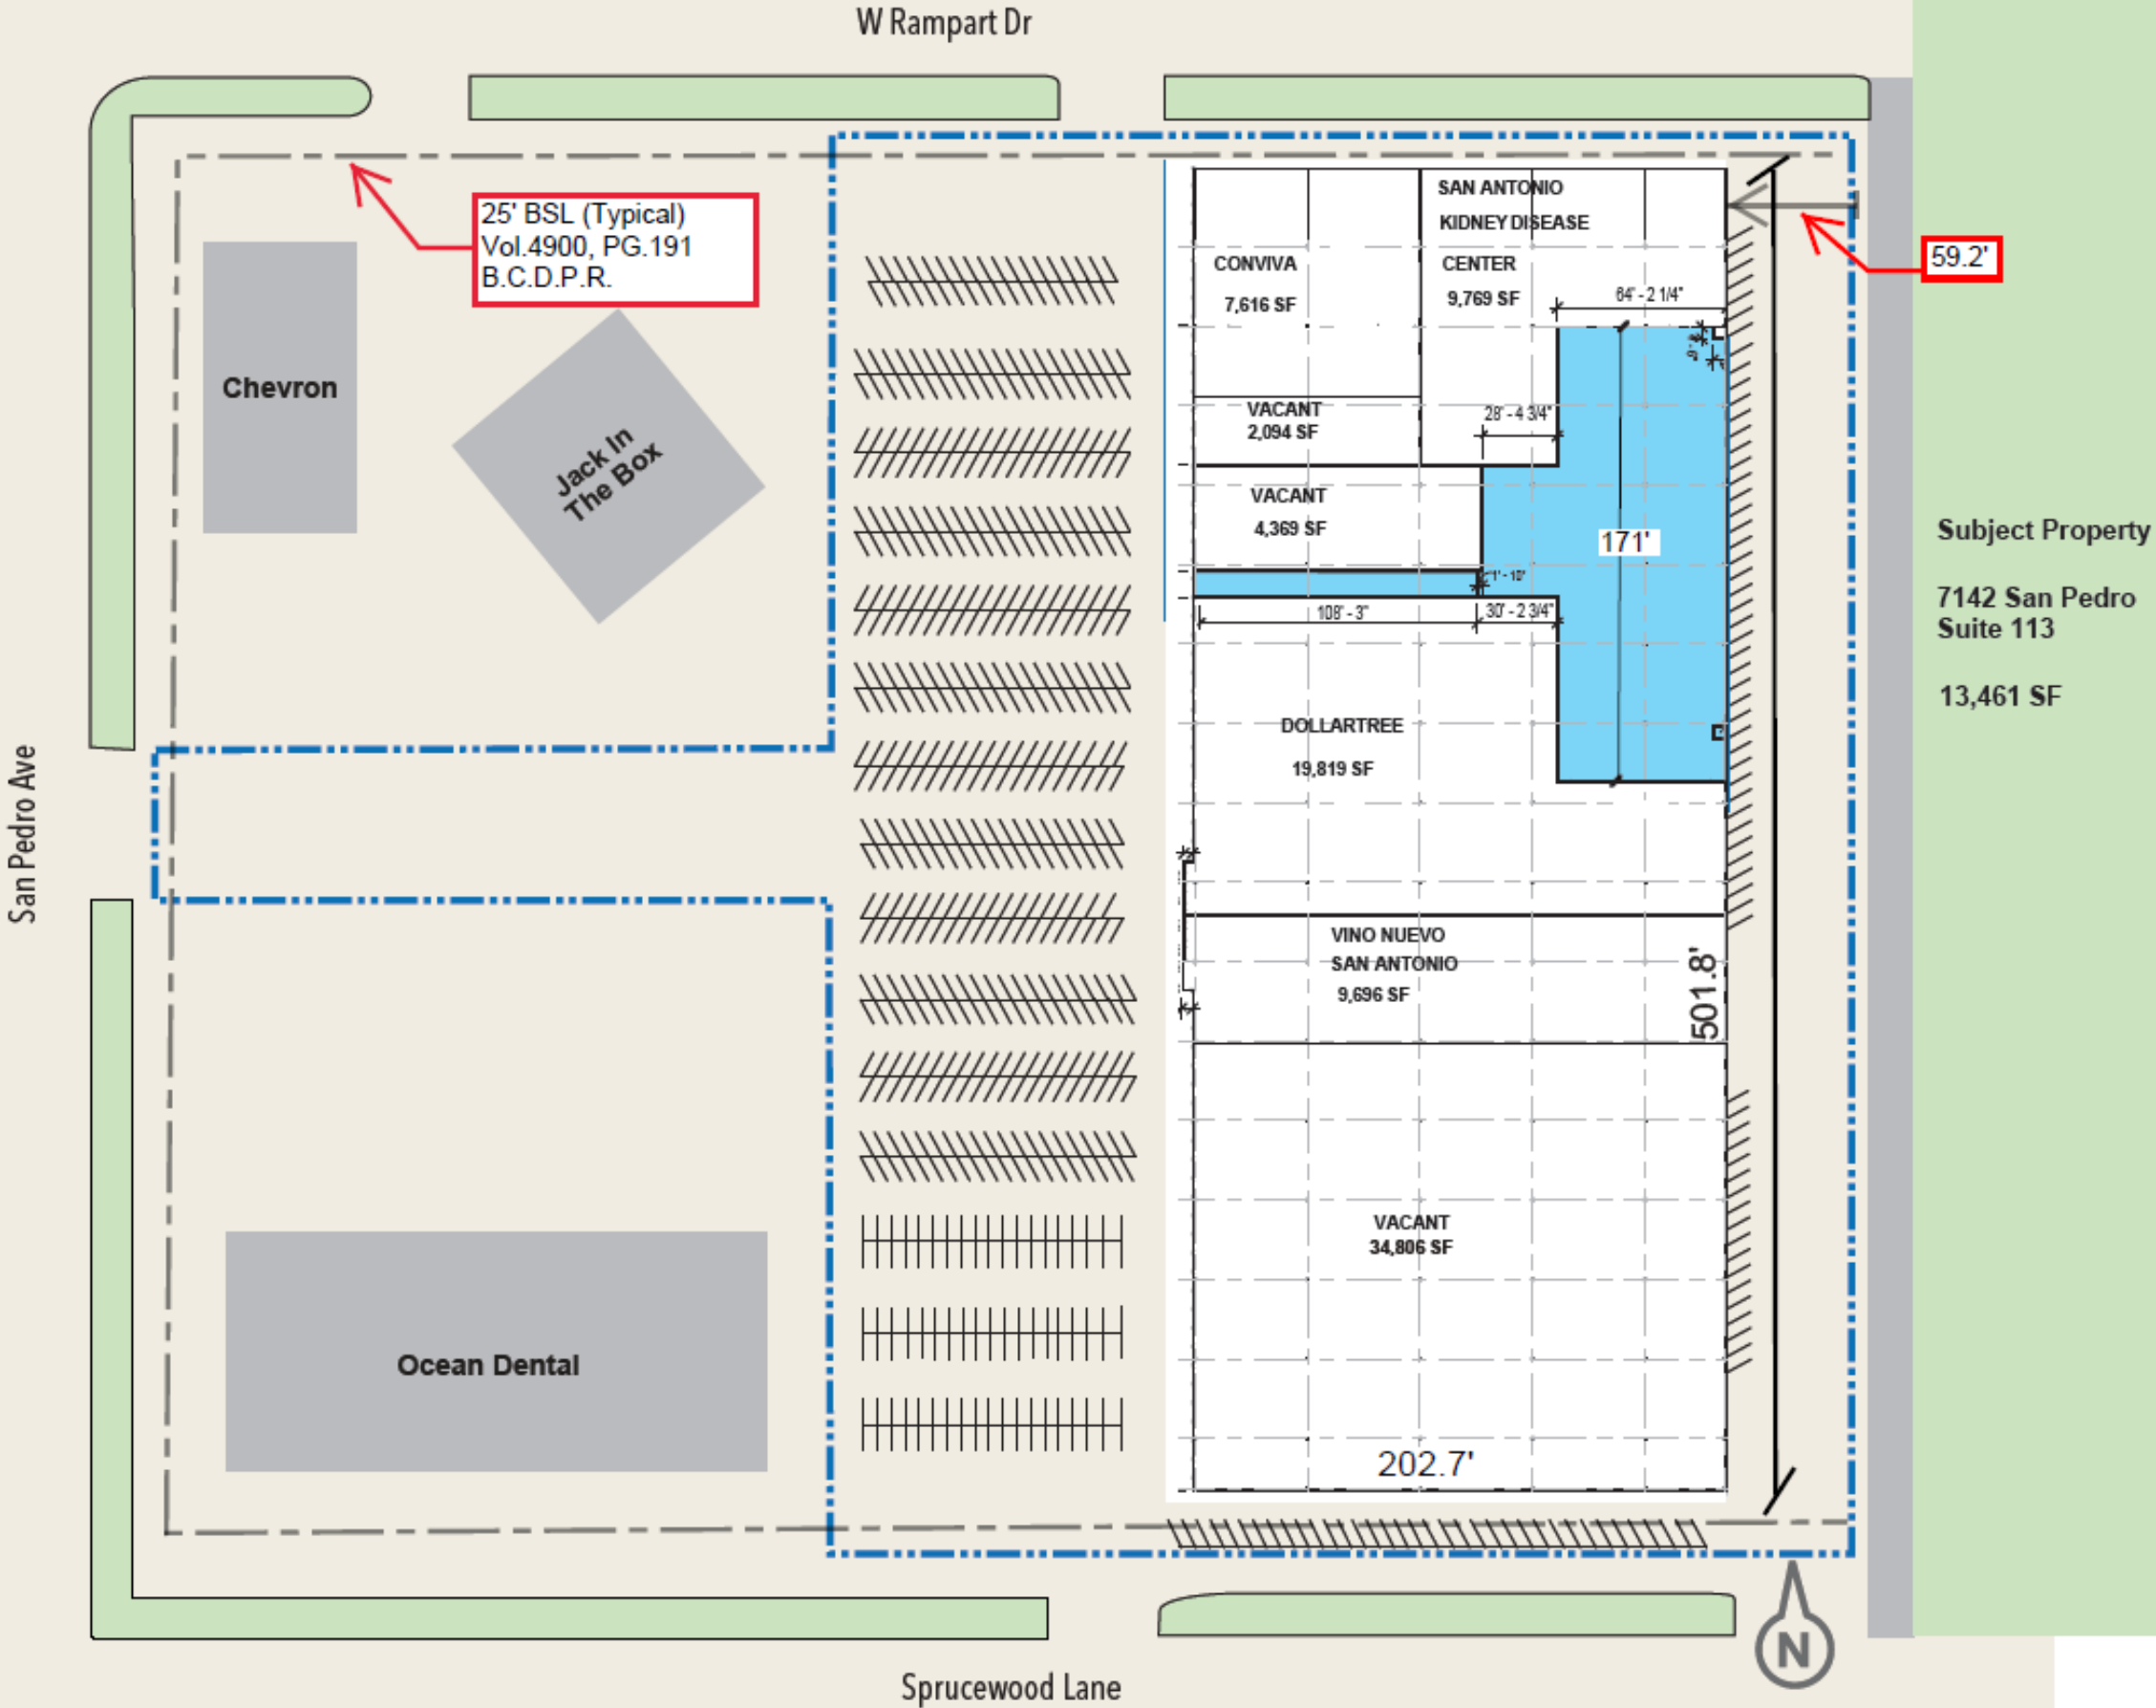 W Rampart Dr
25' BSL (Typical)
Vol.4900, PG.191
B.C.D.P.R.
SAN ANTONIO
KIDNEY DISEASE
CENTER
9,769 SF
CONVIVA
7,616 SF
59.2'
64' - 2 1/4"
Chevron
Jack In
The Box
VACANT
2,094 SF
28' - 4 3/4"
VACANT
4,369 SF
171'
Subject Property
7142 San Pedro
Suite 113
13,461 SF
108' - 3"
30' - 2 3/4"
DOLLARTREE
19,819 SF
San Pedro Ave
VINO NUEVO
SAN ANTONIO
9,696 SF
501.8'
VACANT
34,806 SF
Ocean Dental
202.7'
N
Sprucewood Lane